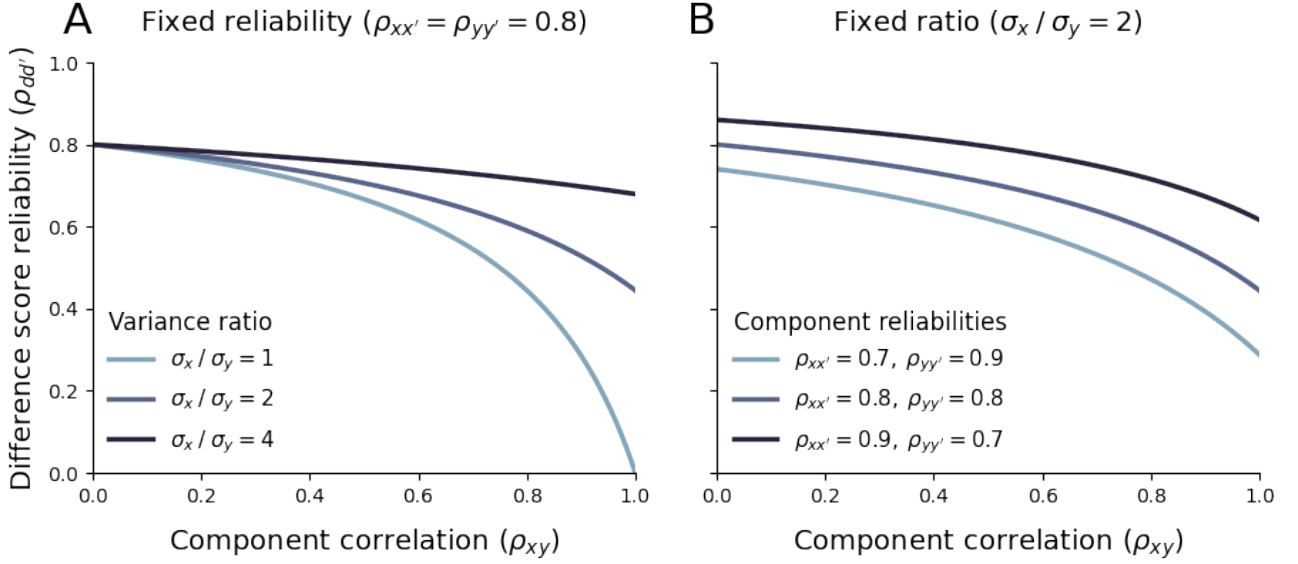 A Fixed reliability (ρxx′ = ρyy′ = 0.8)
B Fixed ratio (σx / σy = 2)
Difference score reliability (ρdd′)
1.0
0.8
0.6
0.4
0.2
0.0
Variance ratio
σx / σy = 1
σx / σy = 2
σx / σy = 4
0.0 0.2 0.4 0.6 0.8 1.0
Component correlation (ρxy)
Component reliabilities
ρxx′ = 0.7, ρyy′ = 0.9
ρxx′ = 0.8, ρyy′ = 0.8
ρxx′ = 0.9, ρyy′ = 0.7
0.0 0.2 0.4 0.6 0.8 1.0
Component correlation (ρxy)